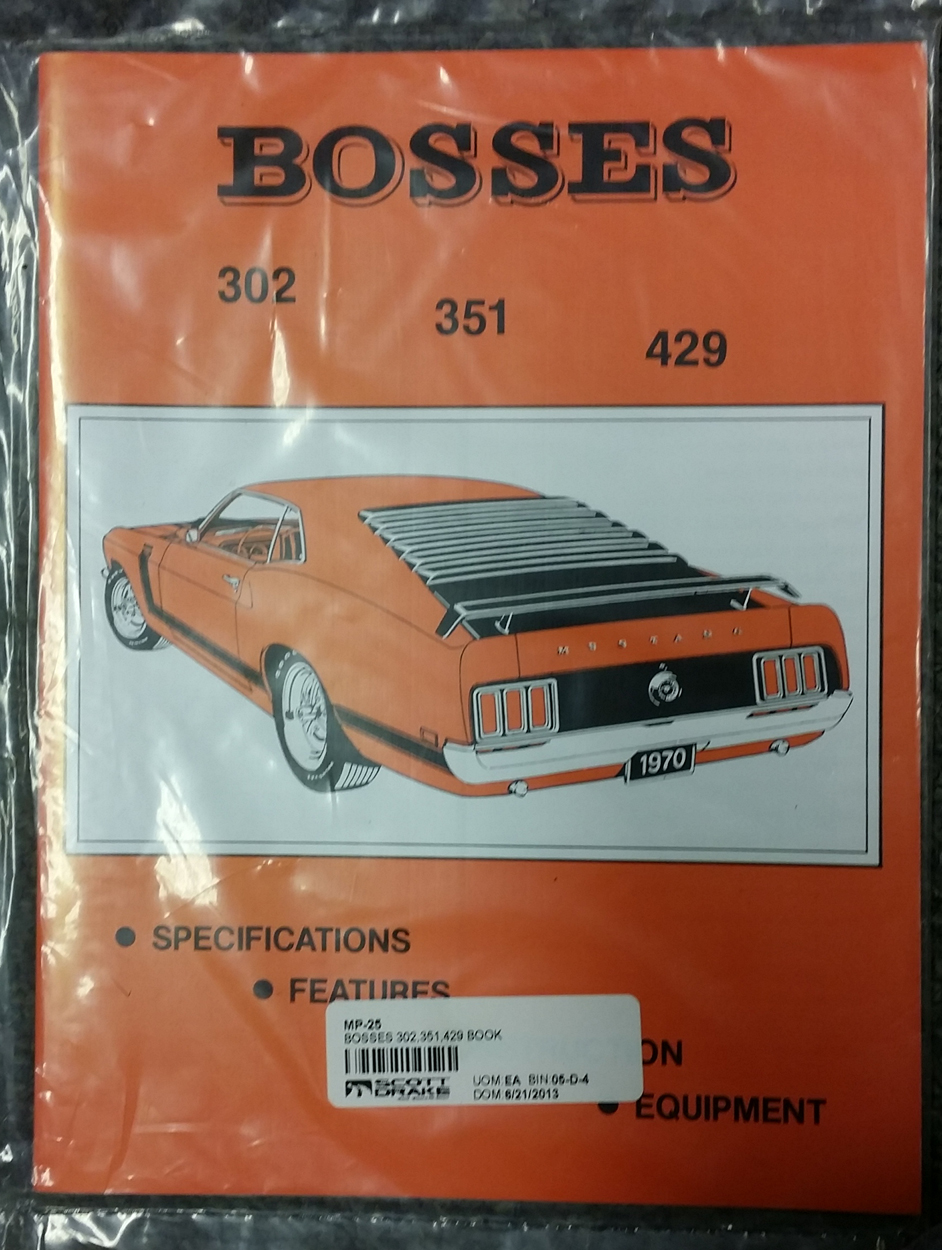 BOSSES
302
351
429
MUSTANG
1970
● SPECIFICATIONS
● FEATURES
ON
● EQUIPMENT
MP-25
BOSSES 302,351,429 BOOK
SCOTT
DRAKE
UOM EA BIN 05-D-4
DOM 6/21/2013